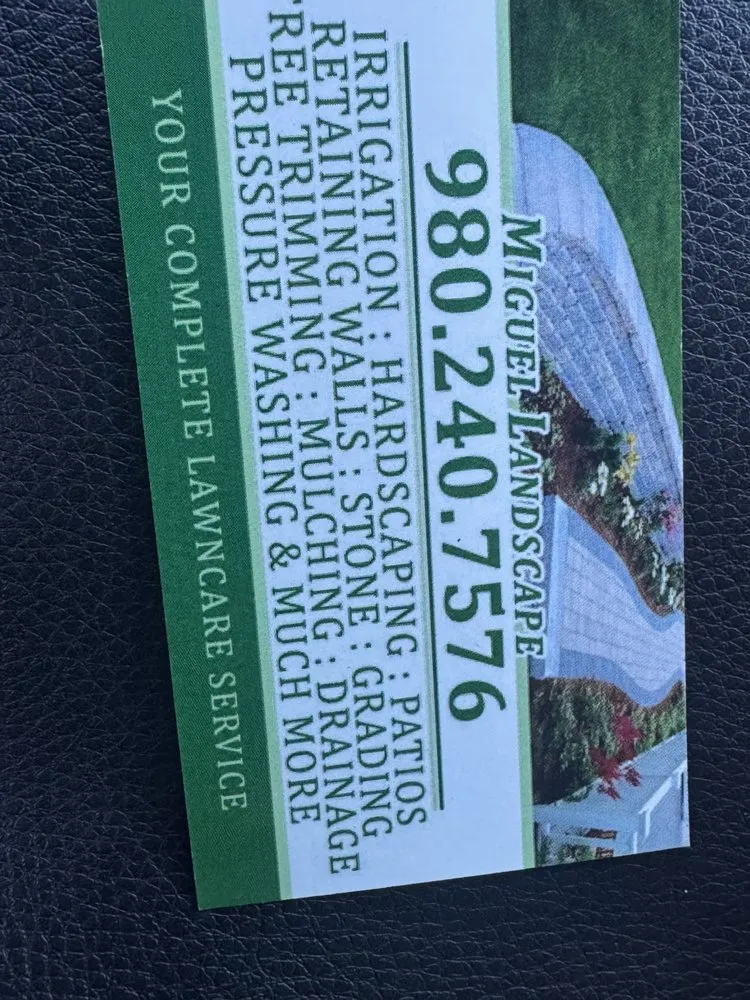 MIGUEL LANDSCAPE
980.240.7576
IRRIGATION : HARDSCAPING : PATIOS
RETAINING WALLS : STONE : GRADING
TREE TRIMMING : MULCHING : DRAINAGE
PRESSURE WASHING & MUCH MORE
YOUR COMPLETE LAWNCARE SERVICE